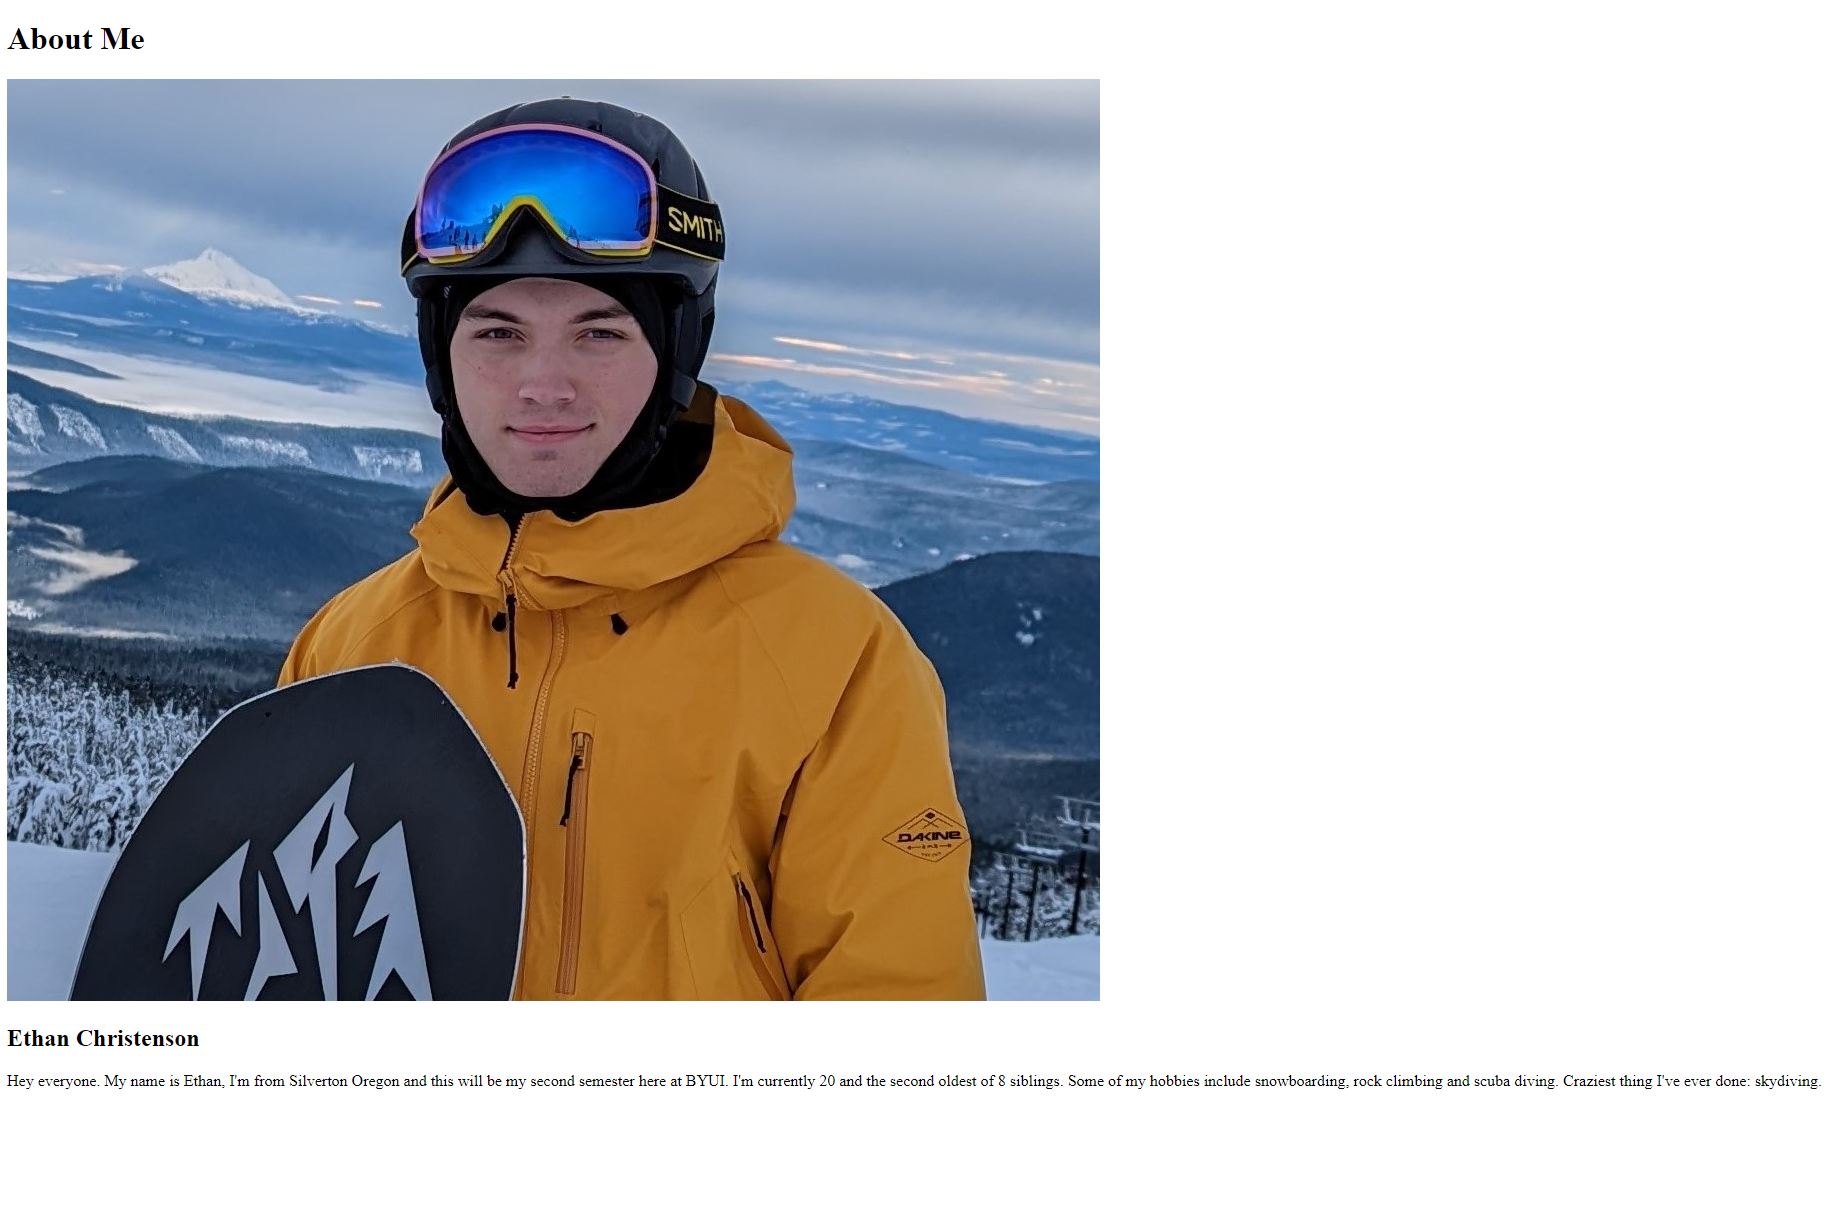 About Me
SMITH
DAKINE
Ethan Christenson
Hey everyone. My name is Ethan, I'm from Silverton Oregon and this will be my second semester here at BYUI. I'm currently 20 and the second oldest of 8 siblings. Some of my hobbies include snowboarding, rock climbing and scuba diving. Craziest thing I've ever done: skydiving.